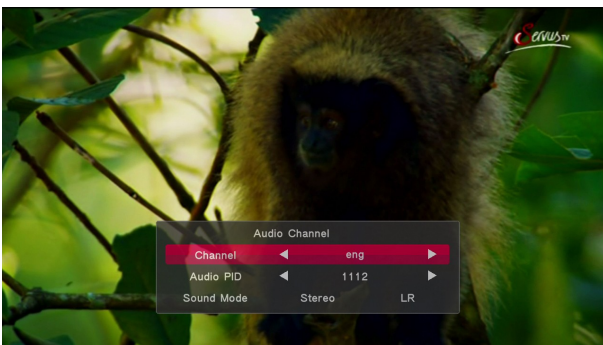 ServusTV
Audio Channel
Channel eng
Audio PID 1112
Sound Mode Stereo LR